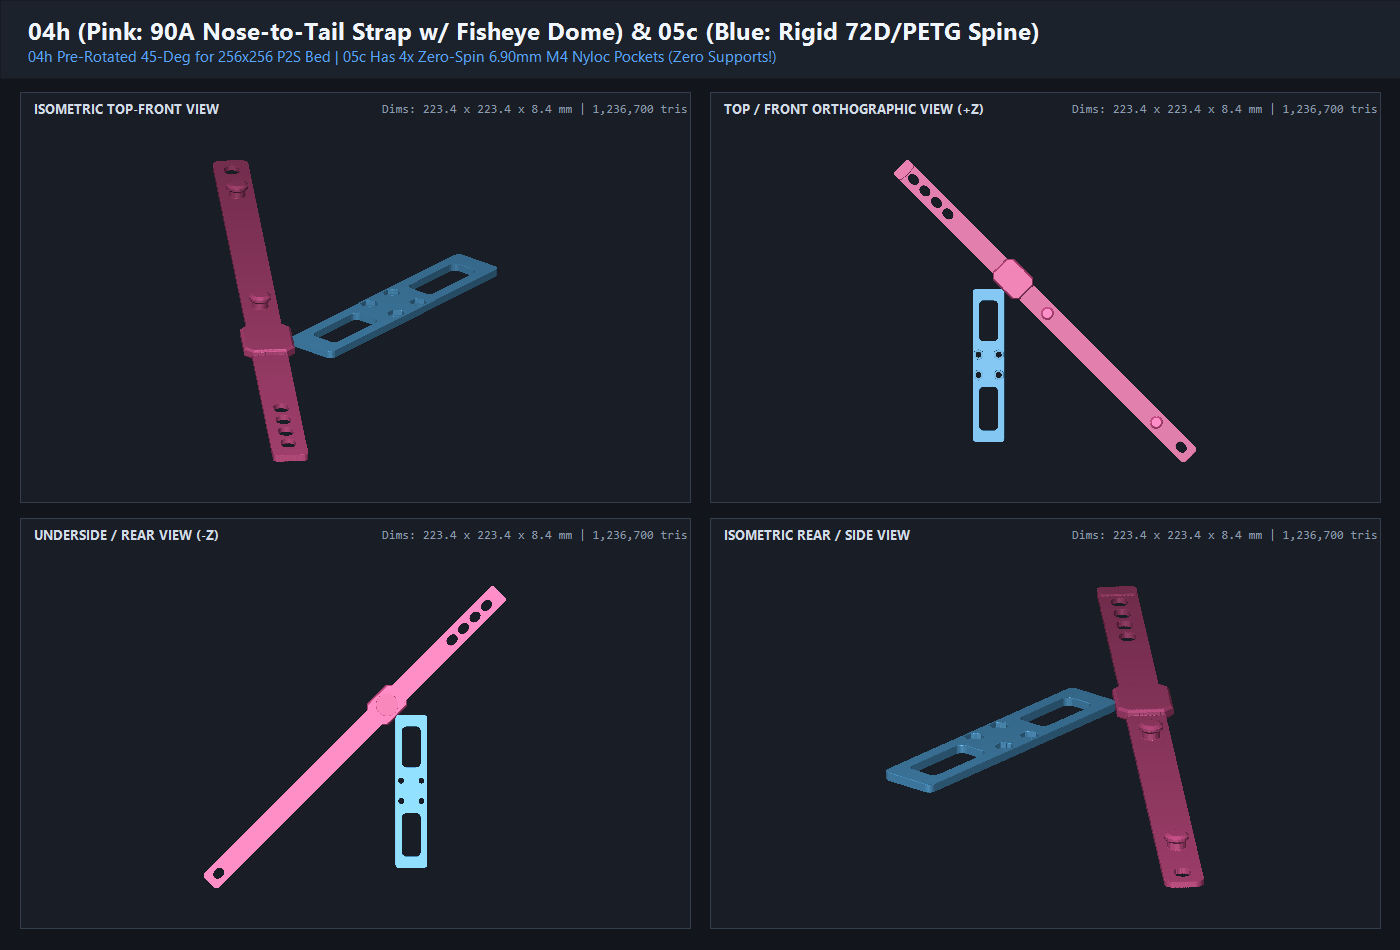 04h (Pink: 90A Nose-to-Tail Strap w/ Fisheye Dome) & 05c (Blue: Rigid 72D/PETG Spine)
04h Pre-Rotated 45-Deg for 256x256 P2S Bed | 05c Has 4x Zero-Spin 6.90mm M4 Nyloc Pockets (Zero Supports!)
ISOMETRIC TOP-FRONT VIEW Dims: 223.4 x 223.4 x 8.4 mm | 1,236,700 tris
TOP / FRONT ORTHOGRAPHIC VIEW (+Z) Dims: 223.4 x 223.4 x 8.4 mm | 1,236,700 tris
UNDERSIDE / REAR VIEW (-Z) Dims: 223.4 x 223.4 x 8.4 mm | 1,236,700 tris
ISOMETRIC REAR / SIDE VIEW Dims: 223.4 x 223.4 x 8.4 mm | 1,236,700 tris